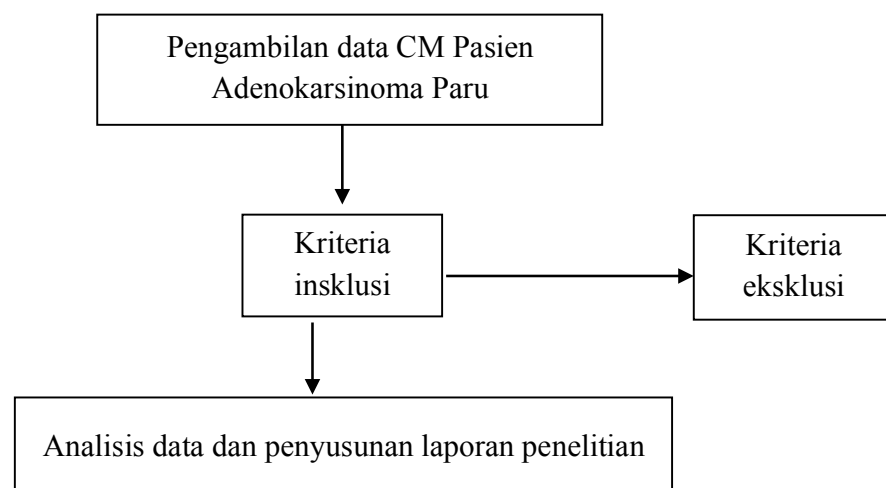 Pengambilan data CM Pasien
Adenokarsinoma Paru
Kriteria
insklusi
Kriteria
eksklusi
Analisis data dan penyusunan laporan penelitian